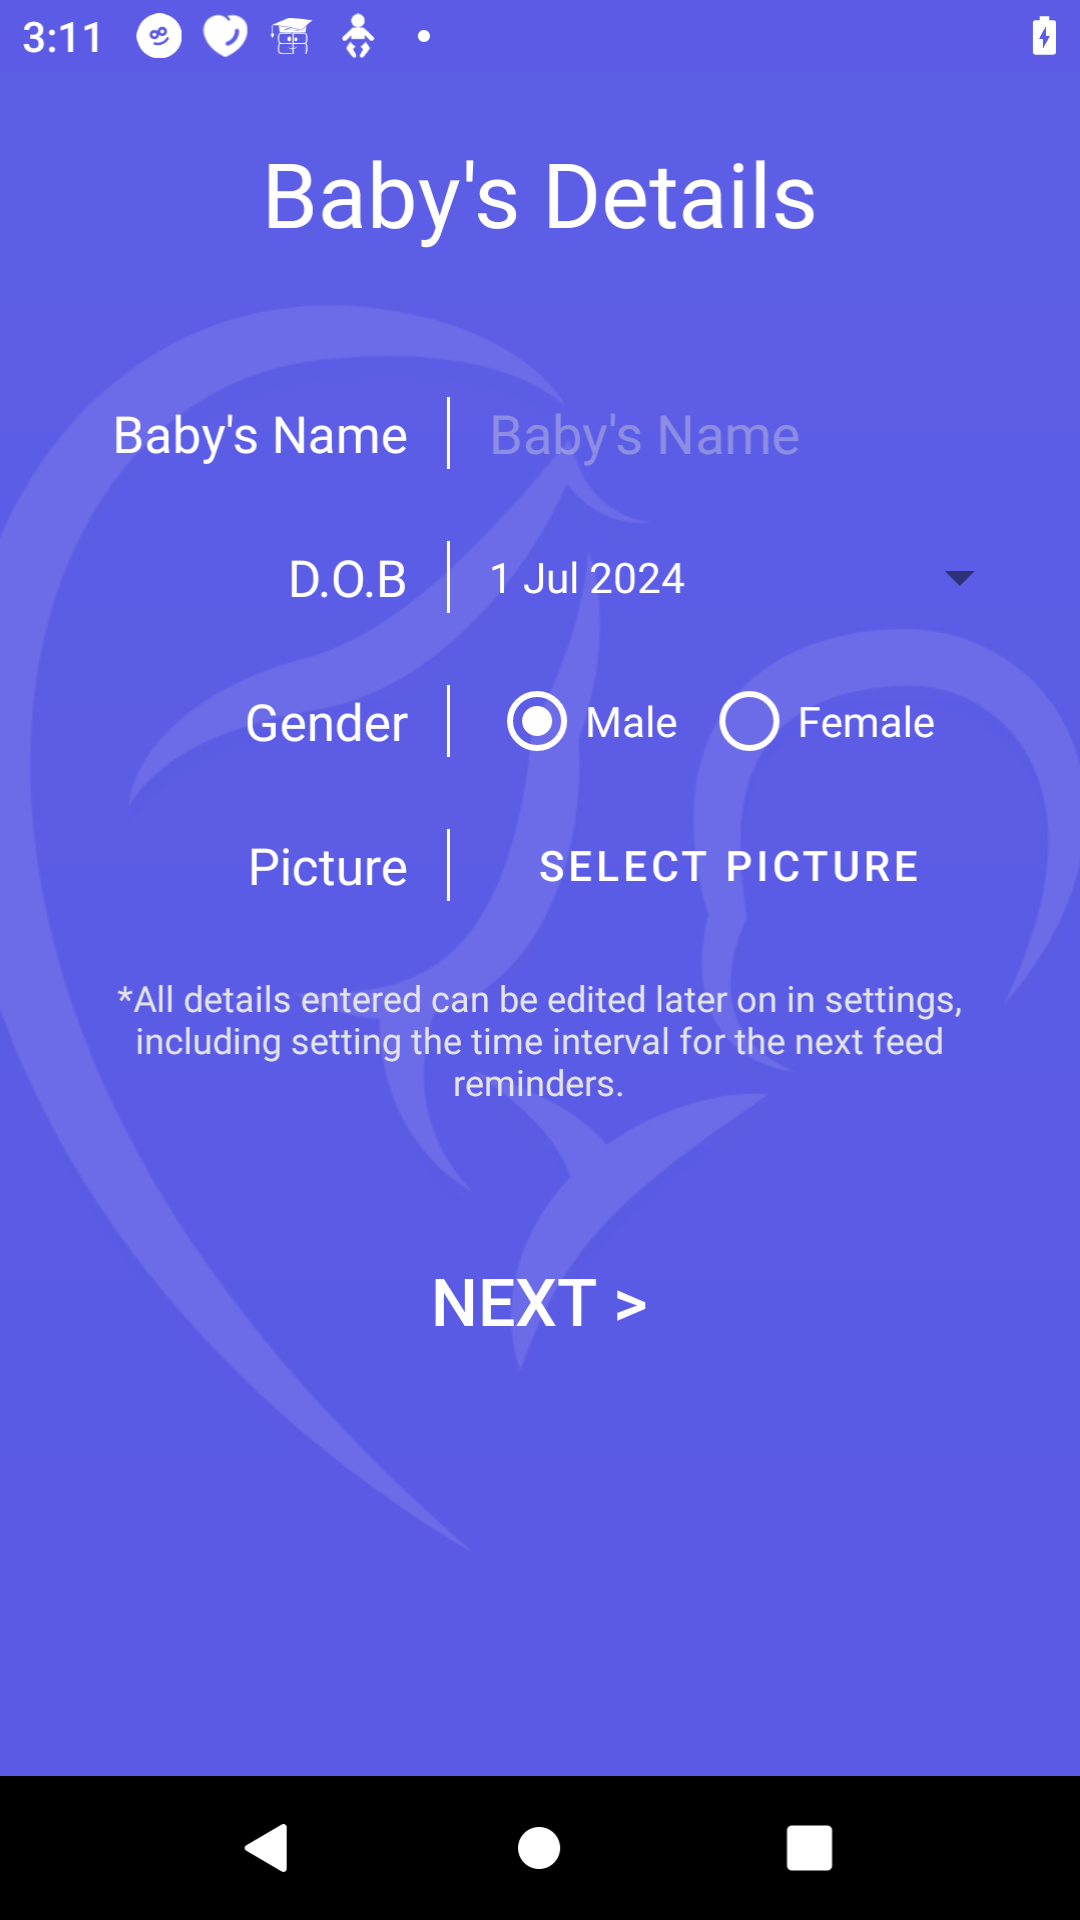 3:11
Baby's Details
Baby's Name
Baby's Name
D.O.B
1 Jul 2024
Gender
Male
Female
Picture
SELECT PICTURE
*All details entered can be edited later on in settings,
including setting the time interval for the next feed
reminders.
NEXT >